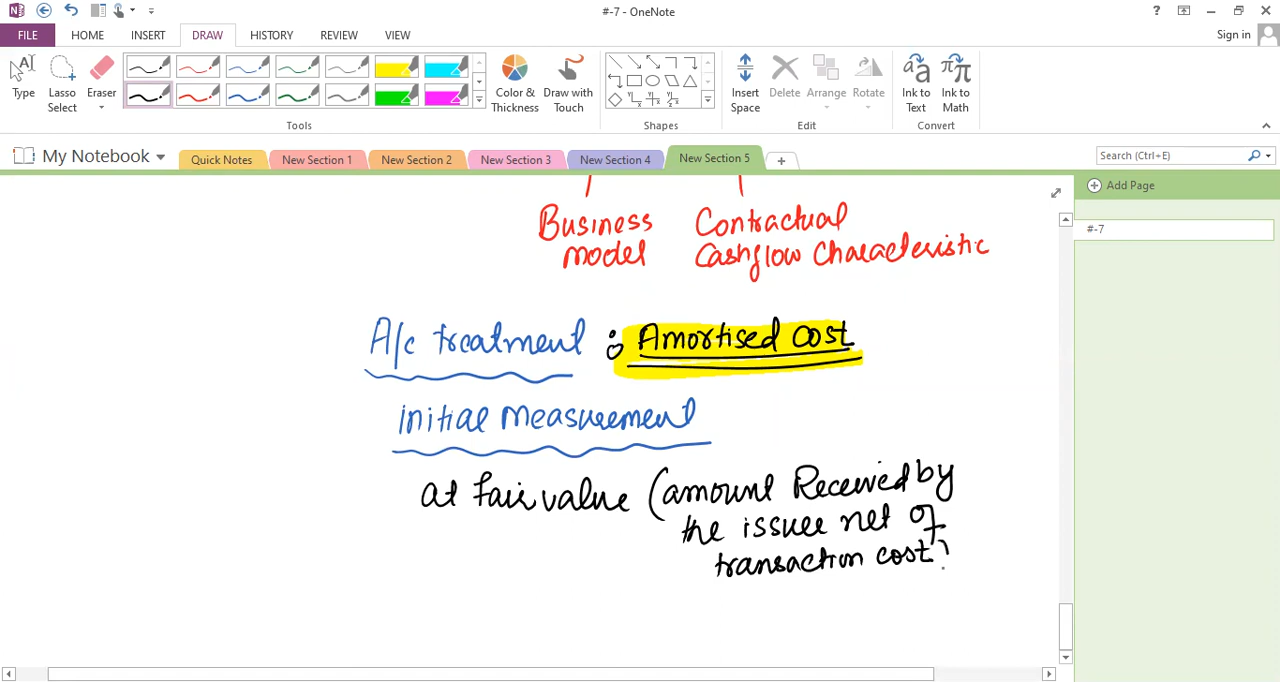 #-7 - OneNote
FILE HOME INSERT DRAW HISTORY REVIEW VIEW Sign in
Type Lasso Select Eraser Color & Thickness Draw with Touch Insert Space Delete Arrange Rotate Ink to Text Ink to Math
Tools Shapes Edit Convert
My Notebook Quick Notes New Section 1 New Section 2 New Section 3 New Section 4 New Section 5 Search (Ctrl+E)
Add Page
#-7
Business Contractual
model Cashflow Characteristic
A/c treatment : Amortised Cost
initial Measurement
at fair value (amount Received by
the issuer net of
transaction cost)